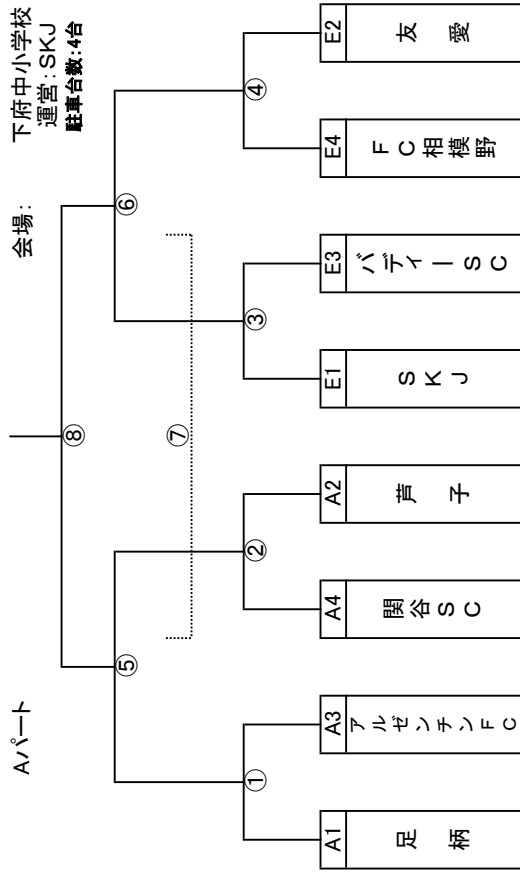 Aパート
会場：
下府中小学校
運営：SKJ
駐車台数：4台
⑧
⑤
⑥
⑦
①
②
③
④
A1
足柄
A3
アルゼンチンFC
A4
関谷SC
A2
芦子
E1
SKJ
E3
バディーSC
E4
FC相模野
E2
友愛